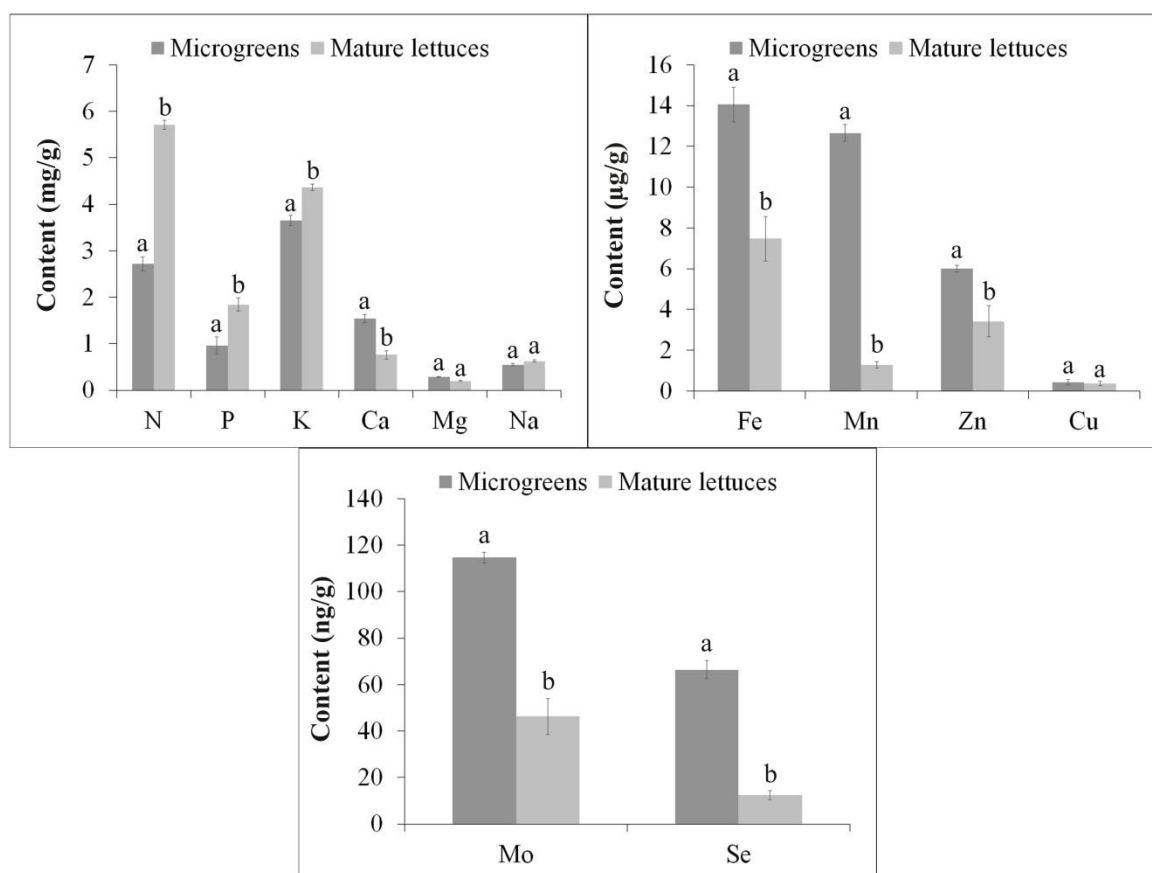 Microgreens Mature lettuces
7
6
5
4
3
2
1
0
Content (mg/g)
a b
a b
a b
a b
a a
a a
N P K Ca Mg Na
Microgreens Mature lettuces
16
14
12
10
8
6
4
2
0
Content (µg/g)
a b
a b
a b
a a
Fe Mn Zn Cu
Microgreens Mature lettuces
140
120
100
80
60
40
20
0
Content (ng/g)
a b
a b
Mo Se